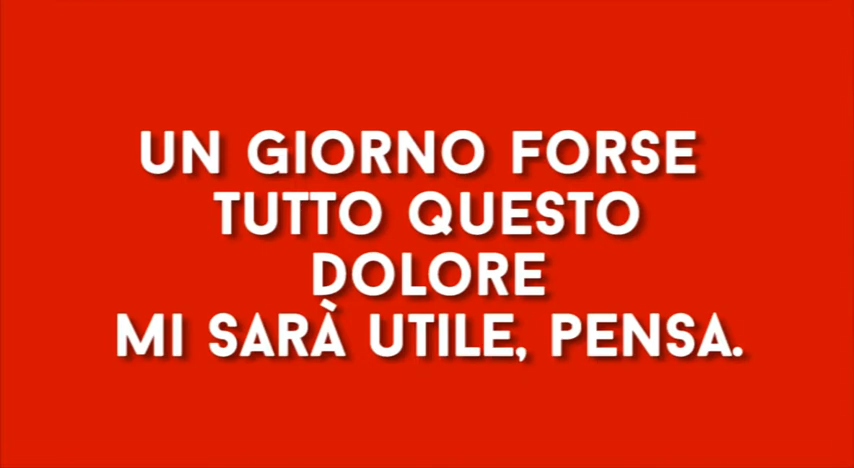 UN GIORNO FORSE
TUTTO QUESTO
DOLORE
MI SARÀ UTILE, PENSA.